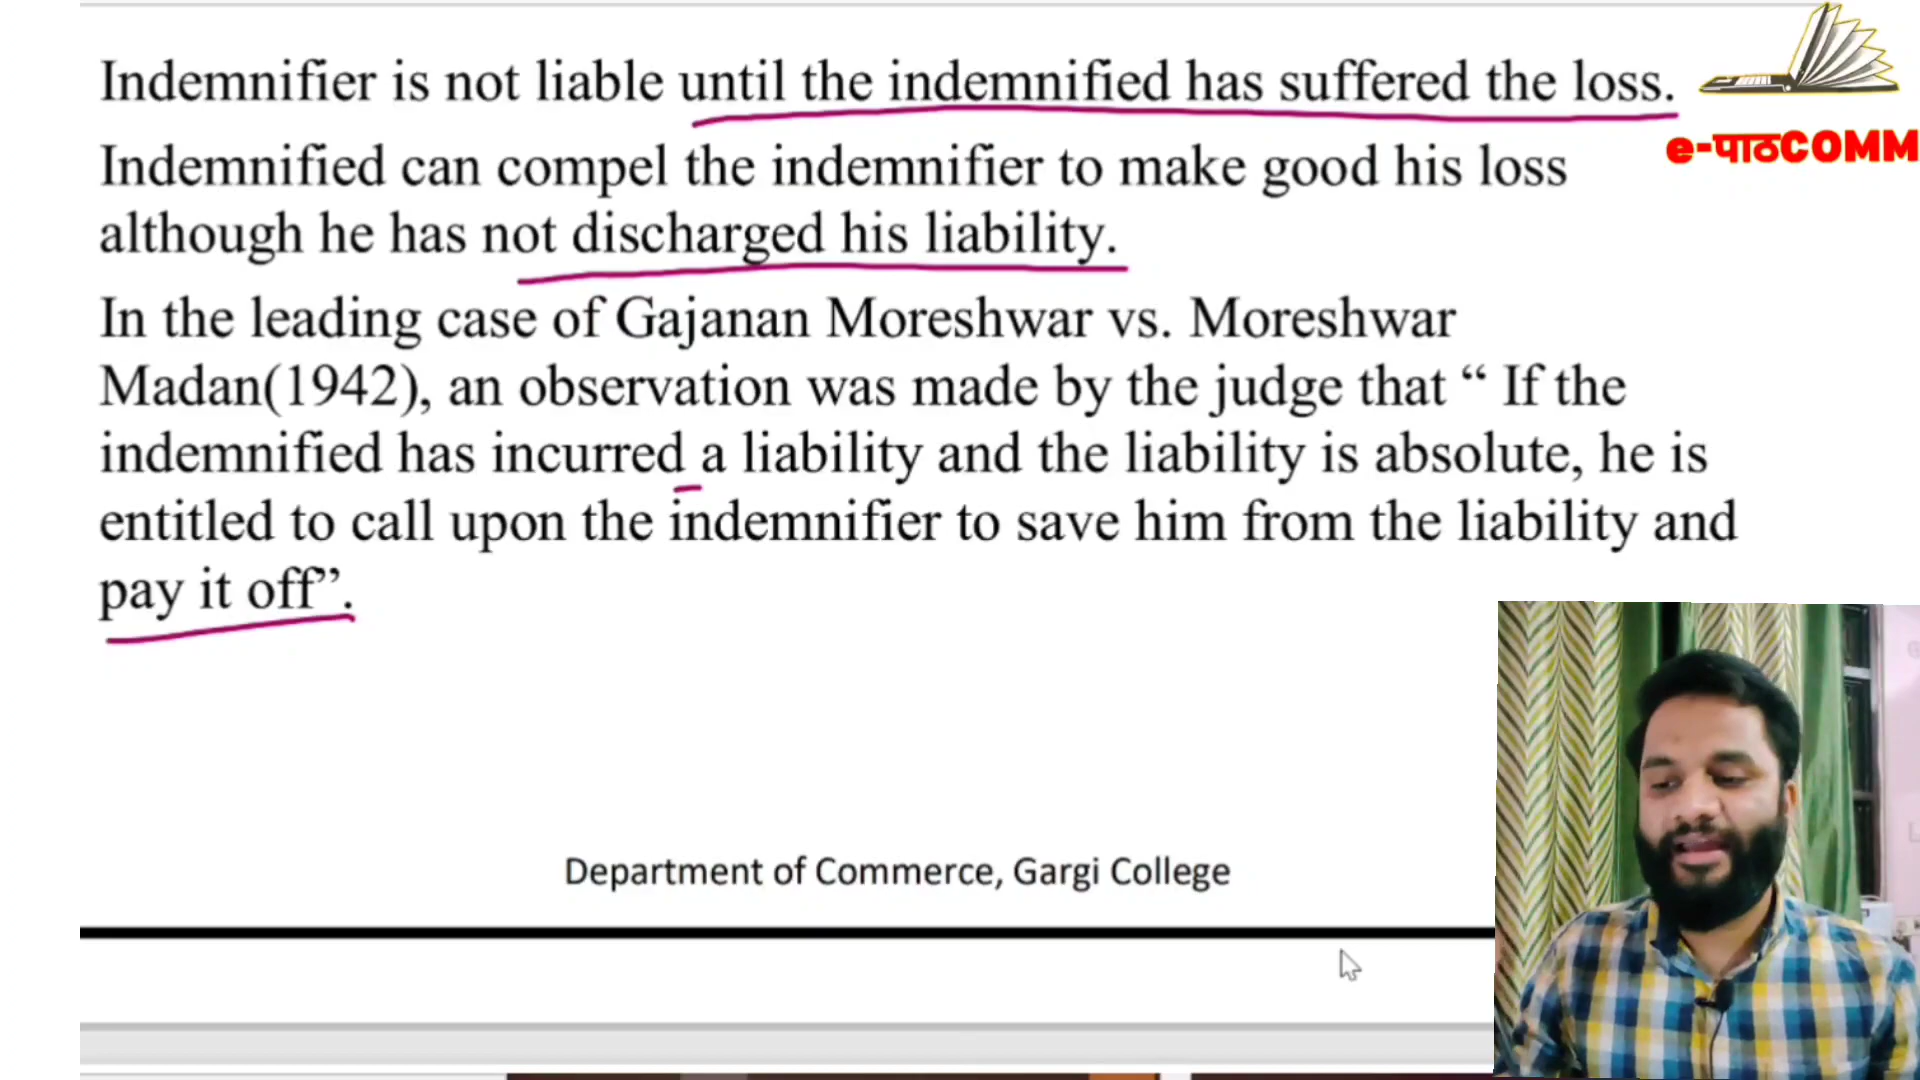 Indemnifier is not liable until the indemnified has suffered the loss.
e-पाठCOMM
Indemnified can compel the indemnifier to make good his loss
although he has not discharged his liability.
In the leading case of Gajanan Moreshwar vs. Moreshwar
Madan(1942), an observation was made by the judge that “ If the
indemnified has incurred a liability and the liability is absolute, he is
entitled to call upon the indemnifier to save him from the liability and
pay it off”.
Department of Commerce, Gargi College